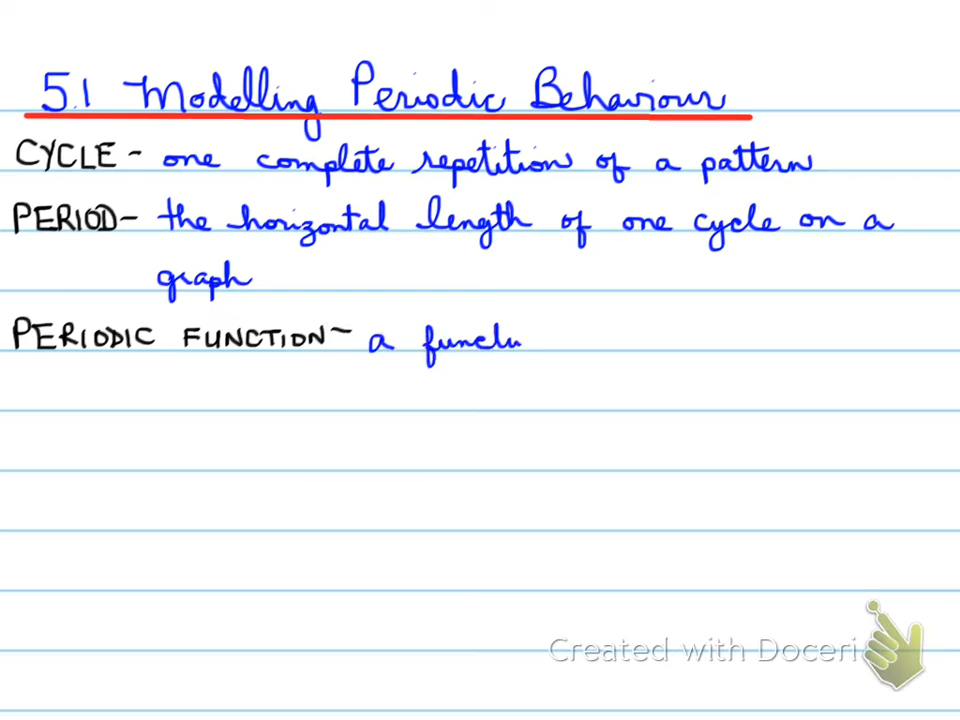 5.1 Modelling Periodic Behaviour
CYCLE - one complete repetition of a pattern
PERIOD - the horizontal length of one cycle on a
graph
PERIODIC FUNCTION - a
Created with Doceri